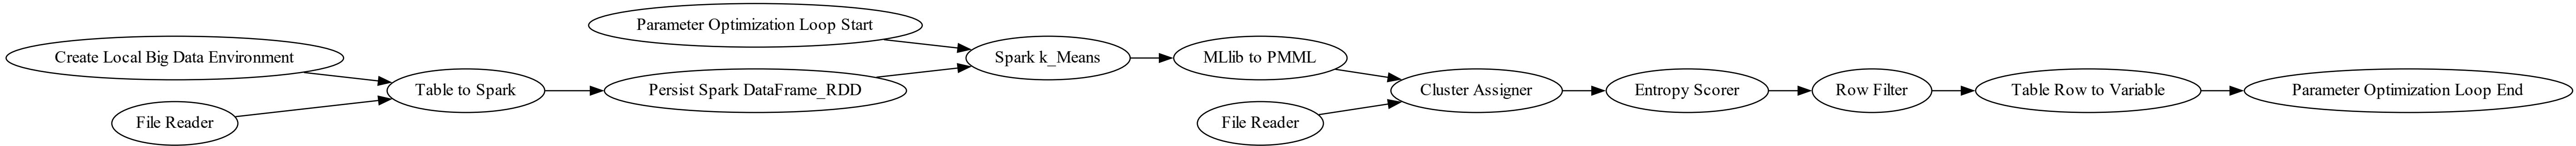 Create Local Big Data Environment
File Reader
Table to Spark
Parameter Optimization Loop Start
Persist Spark DataFrame_RDD
Spark k_Means
MLlib to PMML
File Reader
Cluster Assigner
Entropy Scorer
Row Filter
Table Row to Variable
Parameter Optimization Loop End